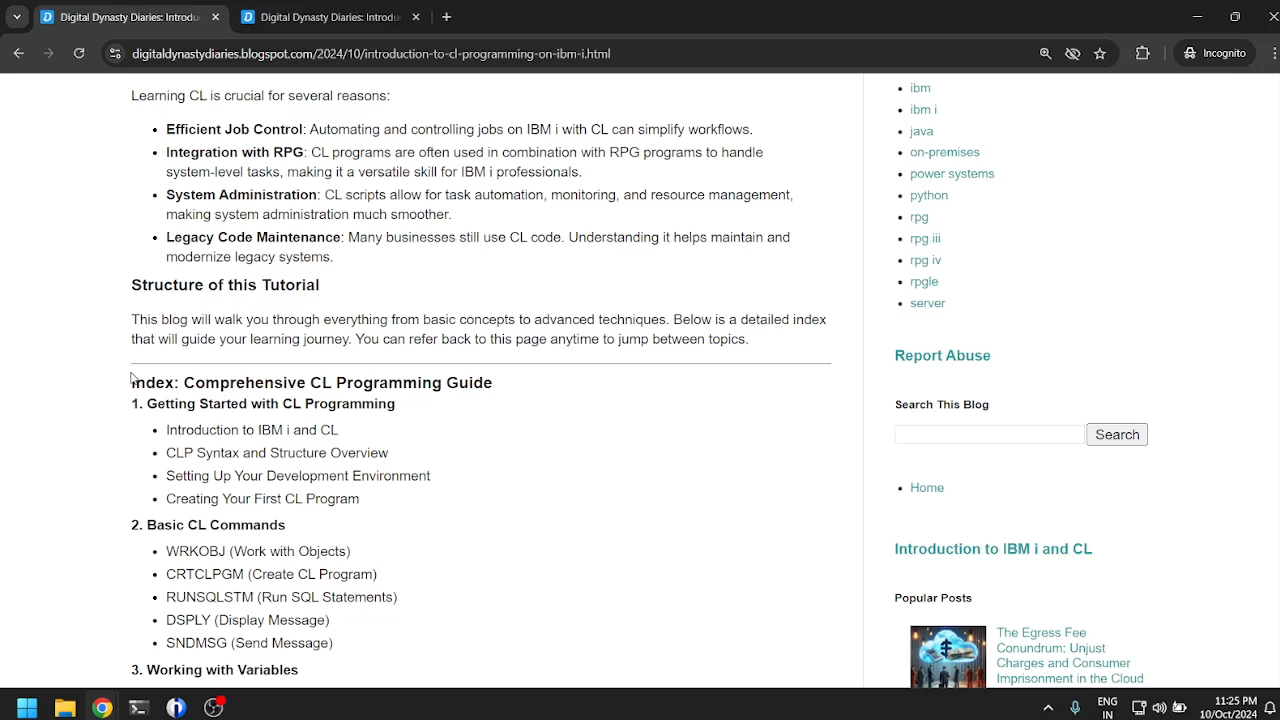 Digital Dynasty Diaries: Introdu
Digital Dynasty Diaries: Introdu
digitaldynastydiaries.blogspot.com/2024/10/introduction-to-cl-programming-on-ibm-i.html
Incognito
Learning CL is crucial for several reasons:
Efficient Job Control: Automating and controlling jobs on IBM i with CL can simplify workflows.
Integration with RPG: CL programs are often used in combination with RPG programs to handle
system-level tasks, making it a versatile skill for IBM i professionals.
System Administration: CL scripts allow for task automation, monitoring, and resource management,
making system administration much smoother.
Legacy Code Maintenance: Many businesses still use CL code. Understanding it helps maintain and
modernize legacy systems.
Structure of this Tutorial
This blog will walk you through everything from basic concepts to advanced techniques. Below is a detailed index
that will guide your learning journey. You can refer back to this page anytime to jump between topics.
Index: Comprehensive CL Programming Guide
1. Getting Started with CL Programming
Introduction to IBM i and CL
CLP Syntax and Structure Overview
Setting Up Your Development Environment
Creating Your First CL Program
2. Basic CL Commands
WRKOBJ (Work with Objects)
CRTCLPGM (Create CL Program)
RUNSQLSTM (Run SQL Statements)
DSPLY (Display Message)
SNDMSG (Send Message)
3. Working with Variables
ibm
ibm i
java
on-premises
power systems
python
rpg
rpg iii
rpg iv
rpgle
server
Report Abuse
Search This Blog
Search
Home
Introduction to IBM i and CL
Popular Posts
The Egress Fee
Conundrum: Unjust
Charges and Consumer
Imprisonment in the Cloud
ENG
IN
11:25 PM
10/Oct/2024